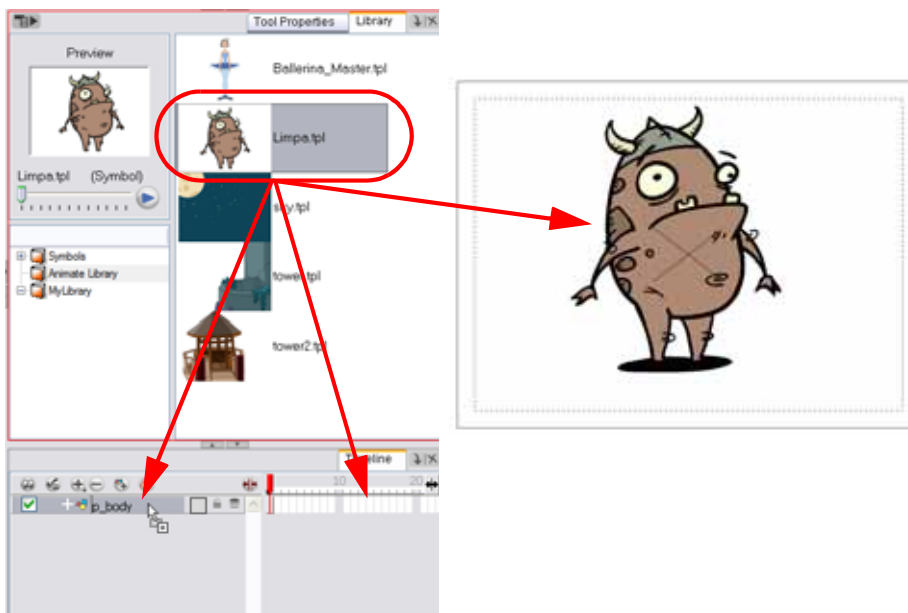 Tool Properties Library
Preview
Ballerina_Master.tpl
Limpa.tpl
Limpa.tpl (Symbol)
sky.tpl
Symbols
Animate Library
MyLibrary
tower.tpl
tower2.tpl
Timeline
10 20
p_body